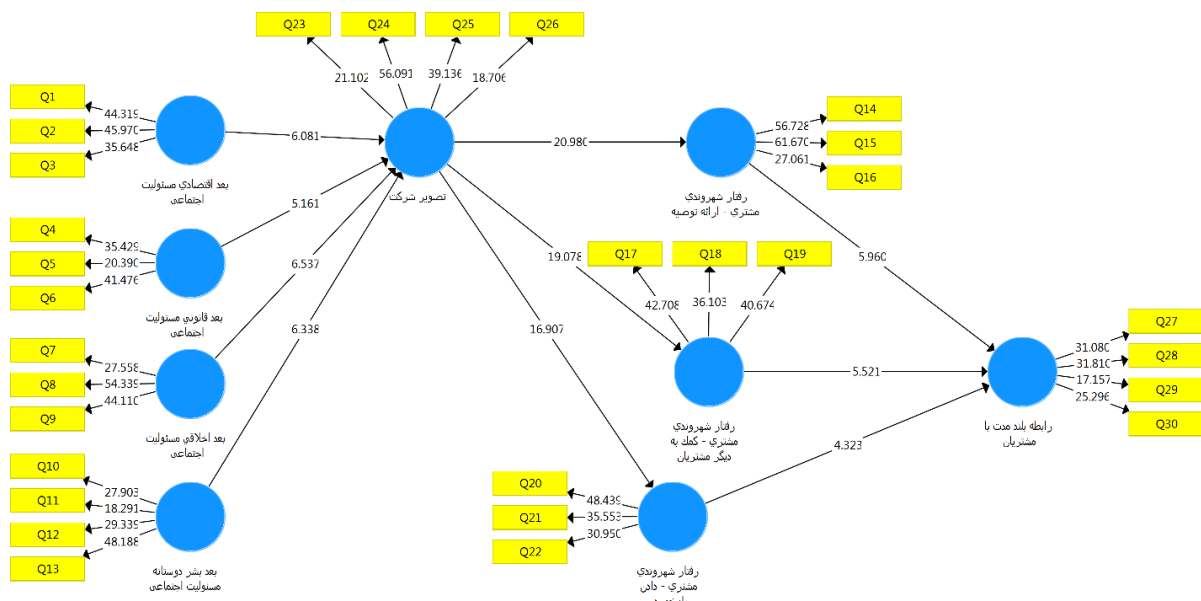 Q23
Q24
Q25
Q26
21.102
56.091
39.136
18.706
Q1
Q2
Q3
44.319
45.970
35.648
بعد اقتصادي مسئوليت
اجتماعی
6.081
تصویر شرکت
20.980
Q14
Q15
Q16
56.728
61.670
27.061
رفتار شهروندي
مشتري - ارائه توصیه
Q4
Q5
Q6
35.429
20.390
41.476
بعد قانوني مسئوليت
اجتماعی
5.161
Q17
Q18
Q19
42.708
36.103
40.674
19.078
5.960
رفتار شهروندي
مشتري - كمك به
دیگر مشتریان
5.521
Q7
Q8
Q9
27.558
54.339
44.110
بعد اخلاقي مسئوليت
اجتماعی
6.537
16.907
Q27
Q28
Q29
Q30
31.080
31.810
17.157
25.296
رابطه بلند مدت با
مشتریان
Q10
Q11
Q12
Q13
27.903
18.291
29.339
48.188
بعد بشر دوستانه
مسئولیت اجتماعی
6.338
Q20
Q21
Q22
48.439
35.553
30.950
4.323
رفتار شهروندي
مشتري - دادن